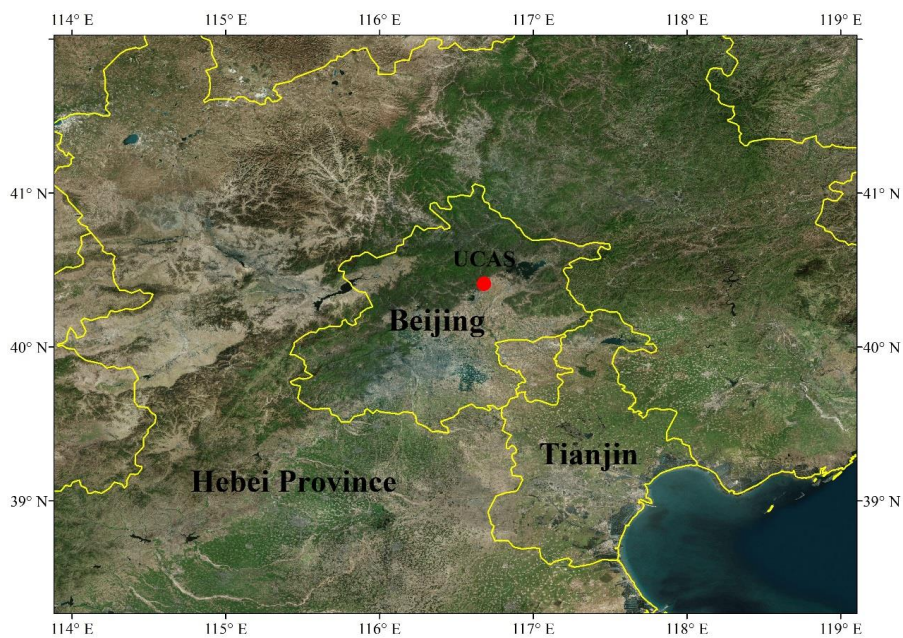 114° E 115° E 116° E 117° E 118° E 119° E
41° N 41° N
UCAS
Beijing
40° N 40° N
Tianjin
Hebei Province
39° N 39° N
114° E 115° E 116° E 117° E 118° E 119° E